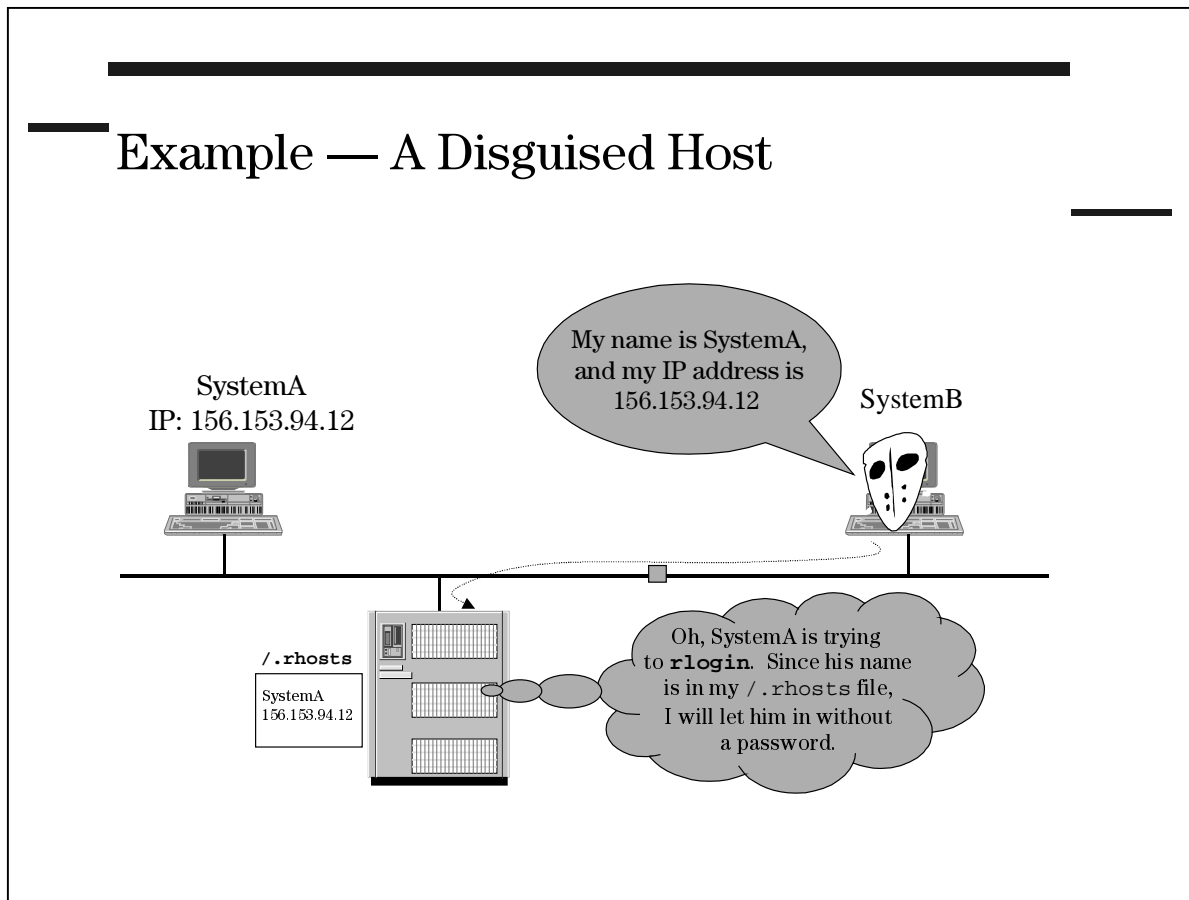 Example — A Disguised Host
My name is SystemA,
and my IP address is
156.153.94.12
SystemA
IP: 156.153.94.12
SystemB
/.rhosts
SystemA
156.153.94.12
Oh, SystemA is trying
to rlogin. Since his name
is in my /.rhosts file,
I will let him in without
a password.